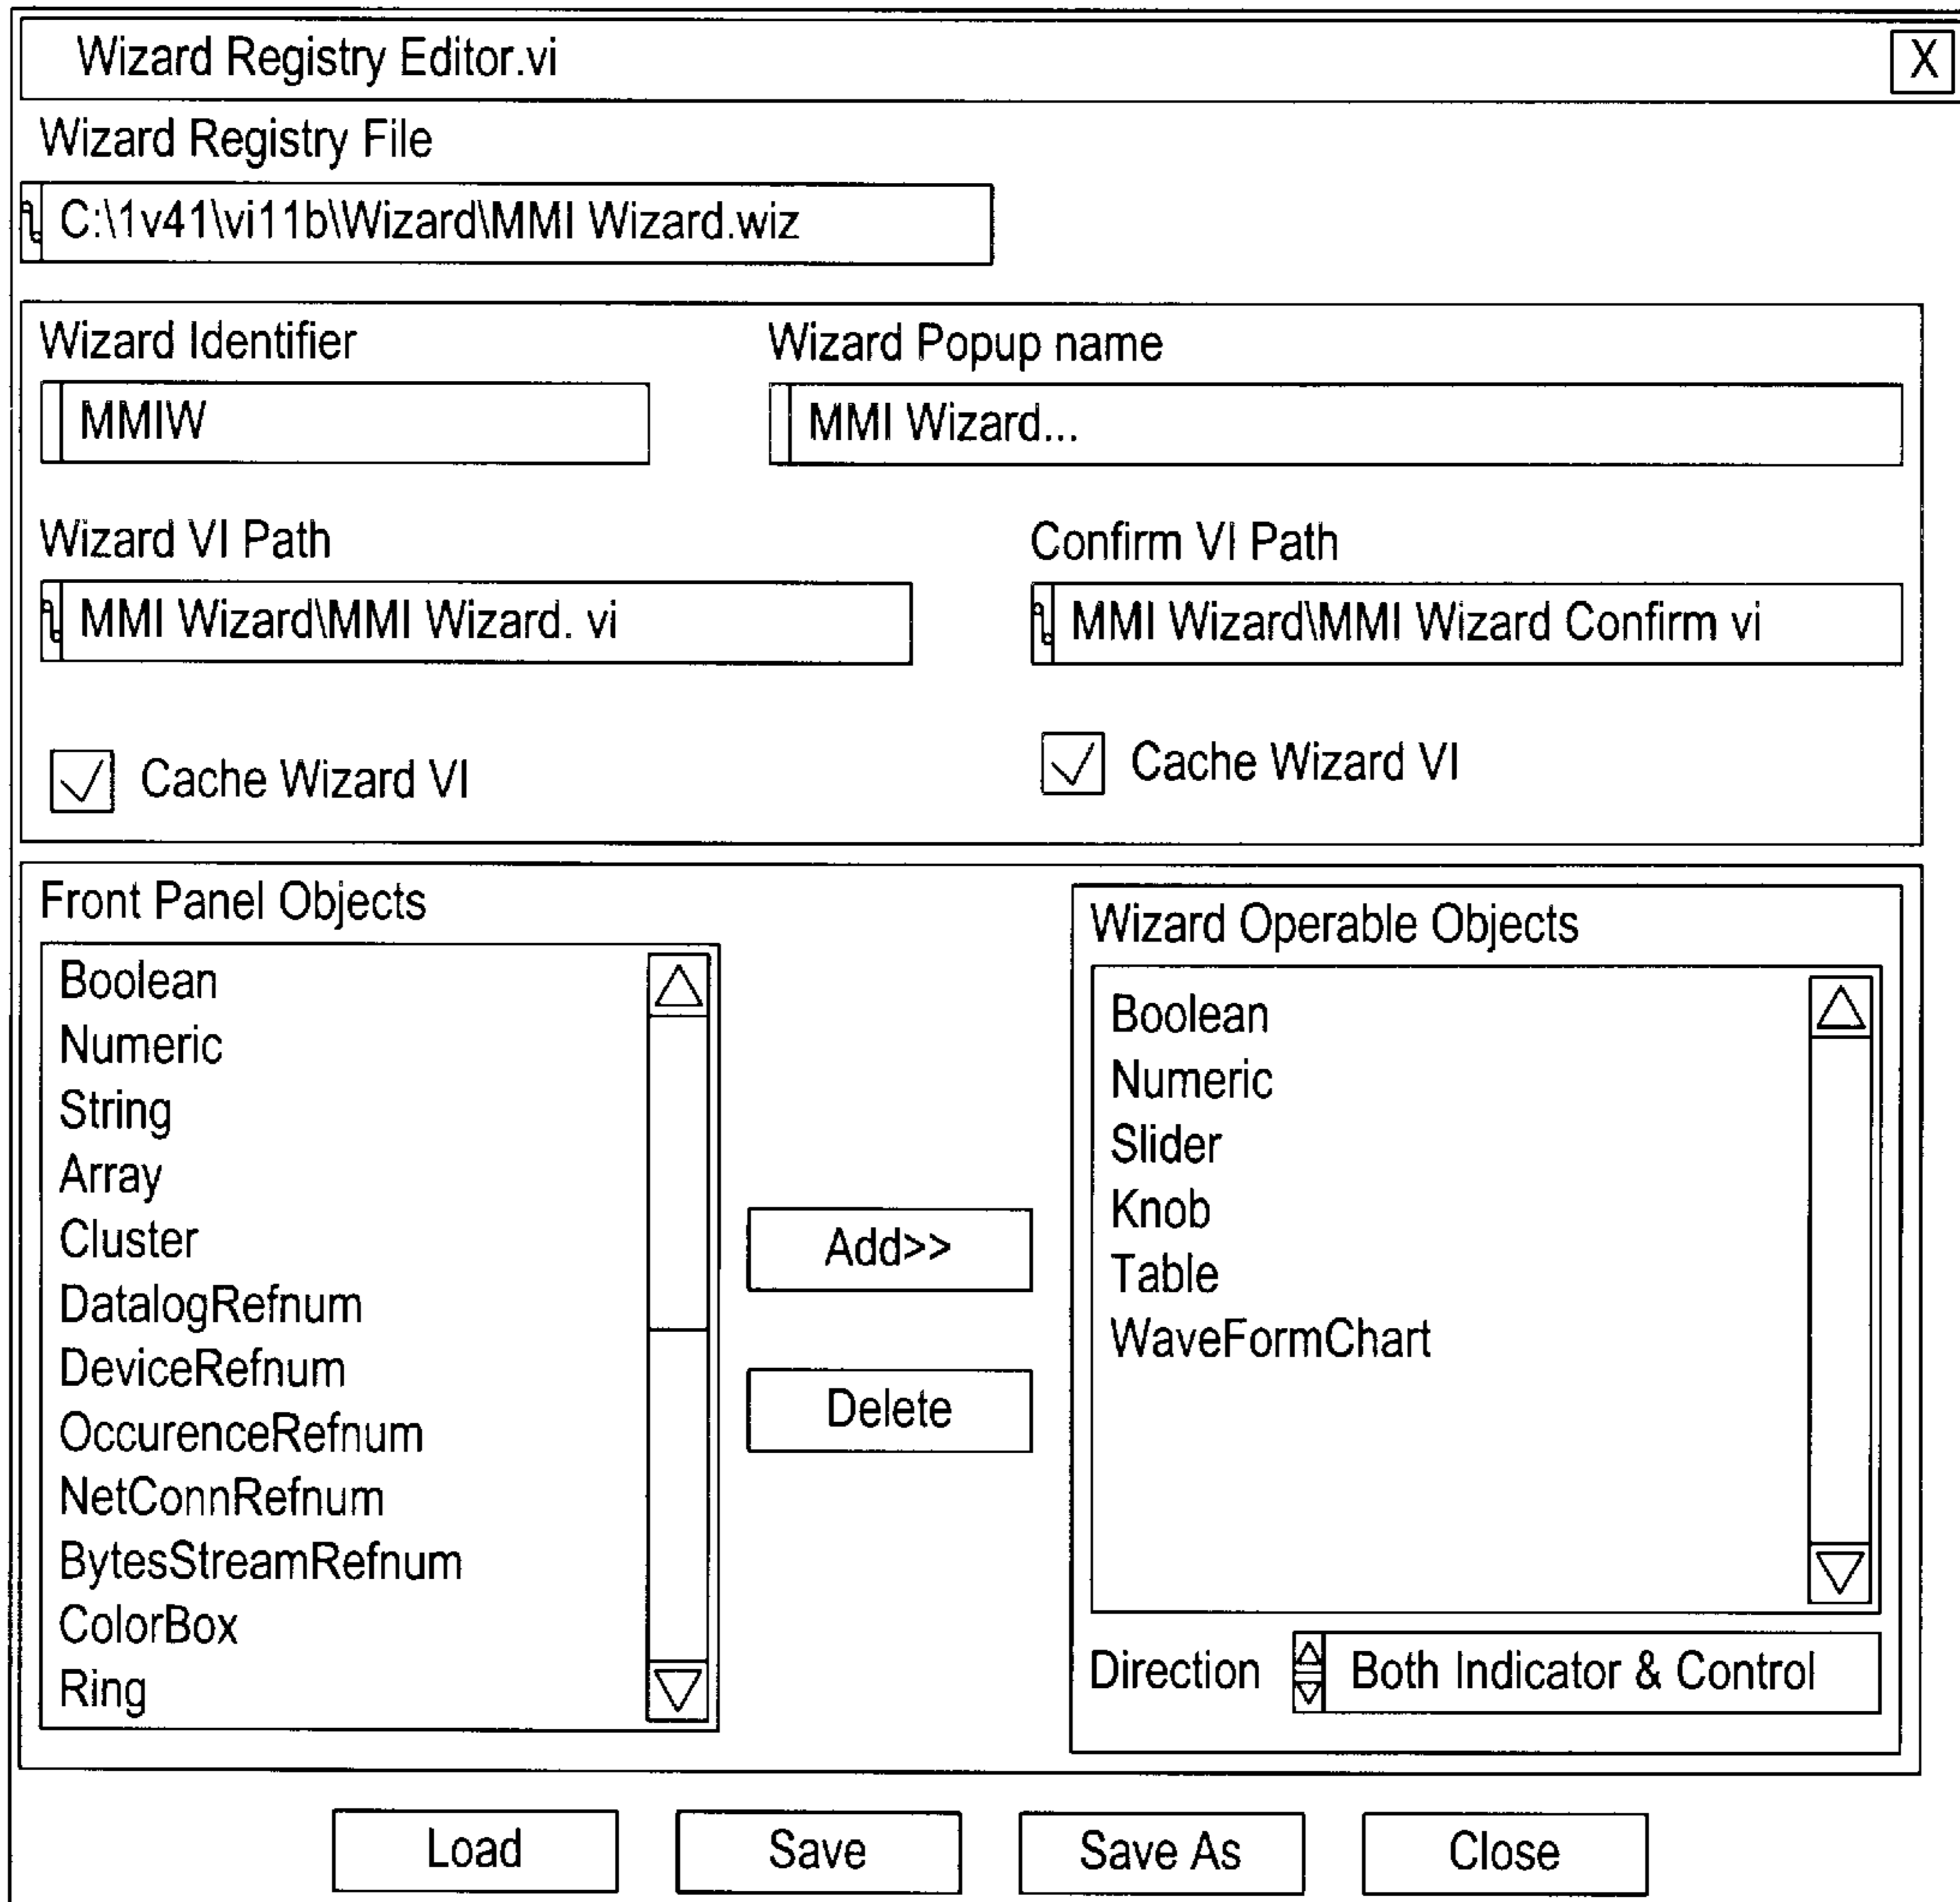 Wizard Registry Editor.vi X
Wizard Registry File
C:\1v41\vi11b\Wizard\MMI Wizard.wiz
Wizard Identifier
MMIW
Wizard Popup name
MMI Wizard...
Wizard VI Path
MMI Wizard\MMI Wizard. vi
Confirm VI Path
MMI Wizard\MMI Wizard Confirm vi
Cache Wizard VI
Cache Wizard VI
Front Panel Objects
Boolean
Numeric
String
Array
Cluster
DatalogRefnum
DeviceRefnum
OccurenceRefnum
NetConnRefnum
BytesStreamRefnum
ColorBox
Ring
Add>>
Delete
Wizard Operable Objects
Boolean
Numeric
Slider
Knob
Table
WaveFormChart
Direction Both Indicator & Control
Load
Save
Save As
Close